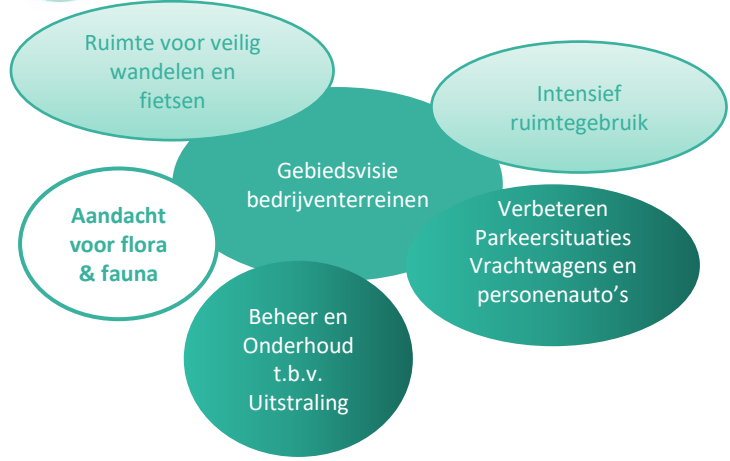 Ruimte voor veilig
wandelen en
fietsen
Intensief
ruimtegebruik
Gebiedsvisie
bedrijventerreinen
Aandacht
voor flora
& fauna
Verbeteren
Parkeersituaties
Vrachtwagens en
personenauto's
Beheer en
Onderhoud
t.b.v.
Uitstraling